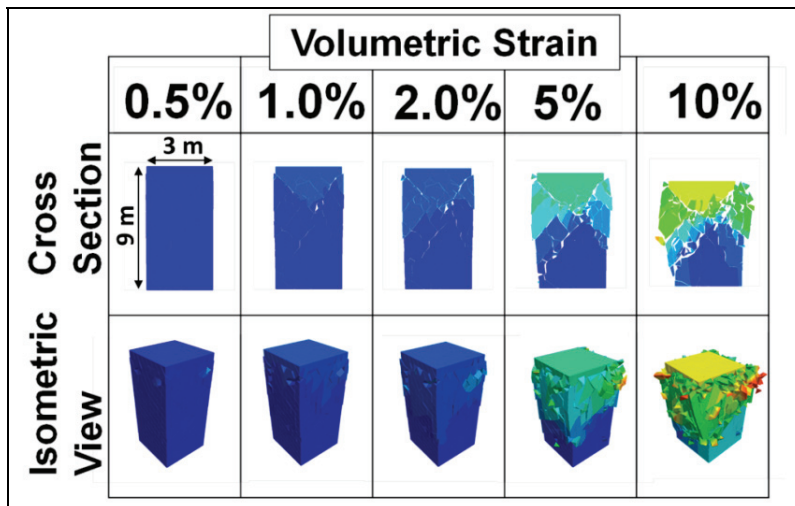 Volumetric Strain
0.5% 1.0% 2.0% 5% 10%
Cross
Section
3 m
9 m
Isometric
View